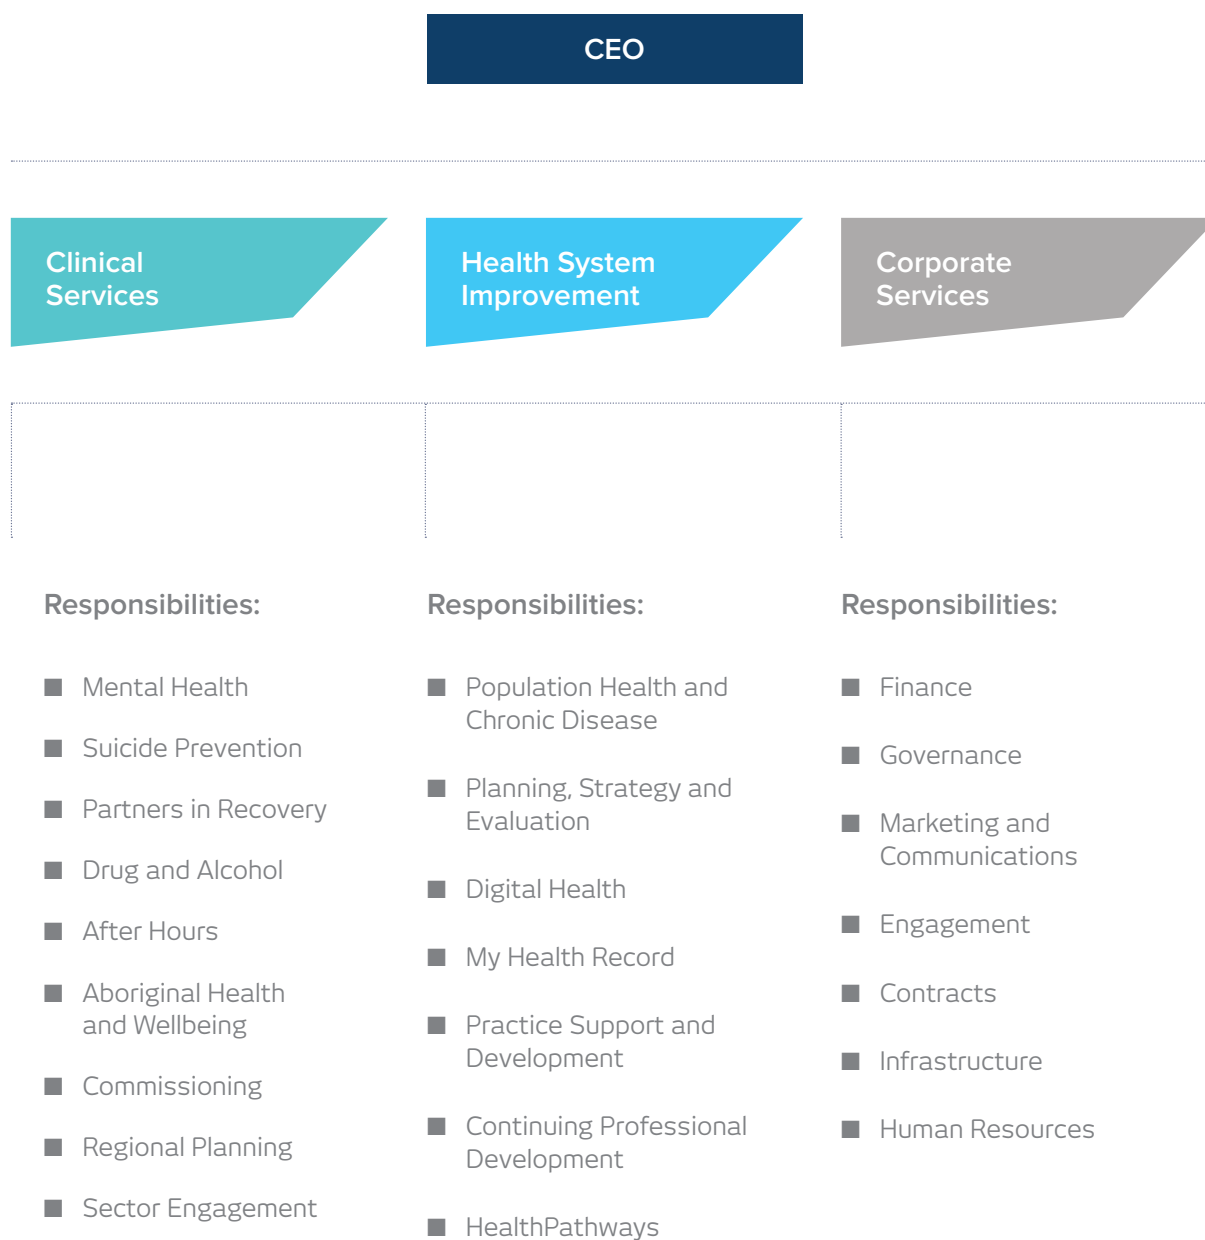 CEO
Clinical
Services
Health System
Improvement
Corporate
Services
Responsibilities:
Mental Health
Suicide Prevention
Partners in Recovery
Drug and Alcohol
After Hours
Aboriginal Health
and Wellbeing
Commissioning
Regional Planning
Sector Engagement
Responsibilities:
Population Health and
Chronic Disease
Planning, Strategy and
Evaluation
Digital Health
My Health Record
Practice Support and
Development
Continuing Professional
Development
HealthPathways
Responsibilities:
Finance
Governance
Marketing and
Communications
Engagement
Contracts
Infrastructure
Human Resources